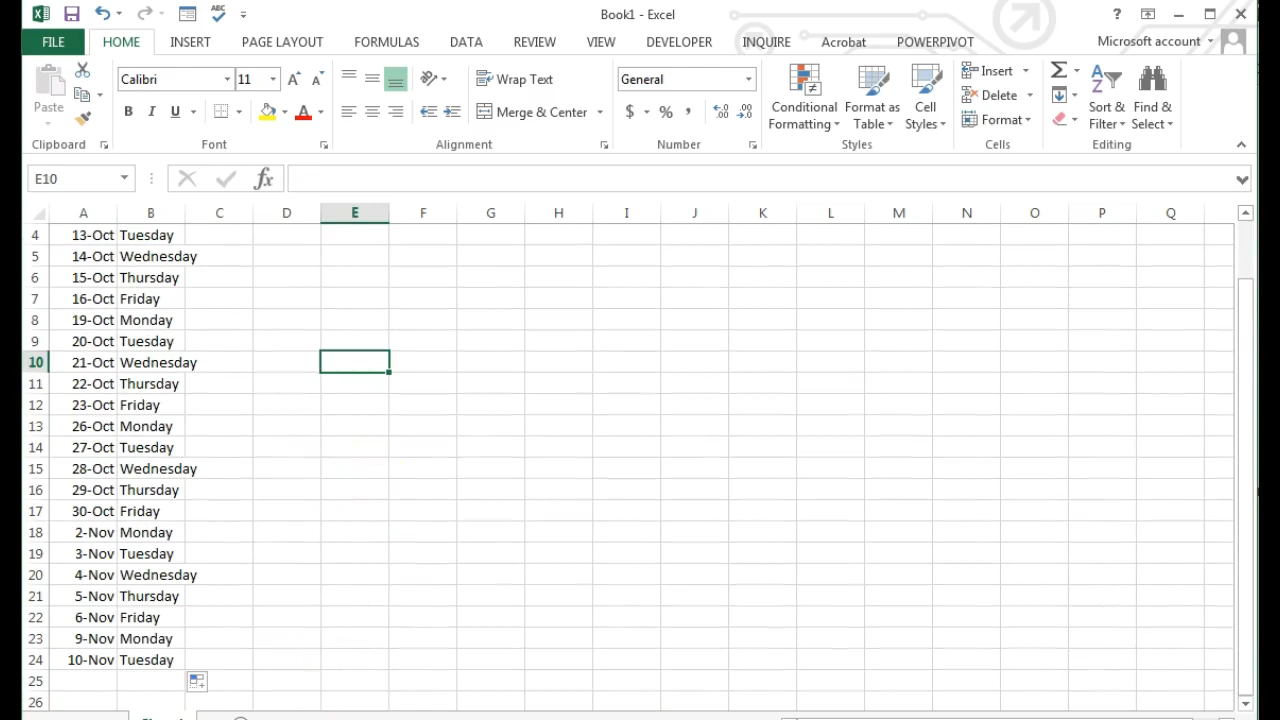 Book1 - Excel
?
FILE HOME INSERT PAGE LAYOUT FORMULAS DATA REVIEW VIEW DEVELOPER INQUIRE Acrobat POWERPIVOT Microsoft account
Paste
Clipboard
Calibri 11
B I U
Font
Wrap Text
Merge & Center
Alignment
General
$ % ,
Number
Conditional Formatting
Format as Table
Cell Styles
Styles
Insert
Delete
Format
Cells
Sort & Filter
Find & Select
Editing
E10
fx
A B C D E F G H I J K L M N O P Q
4 13-Oct Tuesday
5 14-Oct Wednesday
6 15-Oct Thursday
7 16-Oct Friday
8 19-Oct Monday
9 20-Oct Tuesday
10 21-Oct Wednesday
11 22-Oct Thursday
12 23-Oct Friday
13 26-Oct Monday
14 27-Oct Tuesday
15 28-Oct Wednesday
16 29-Oct Thursday
17 30-Oct Friday
18 2-Nov Monday
19 3-Nov Tuesday
20 4-Nov Wednesday
21 5-Nov Thursday
22 6-Nov Friday
23 9-Nov Monday
24 10-Nov Tuesday
25
26